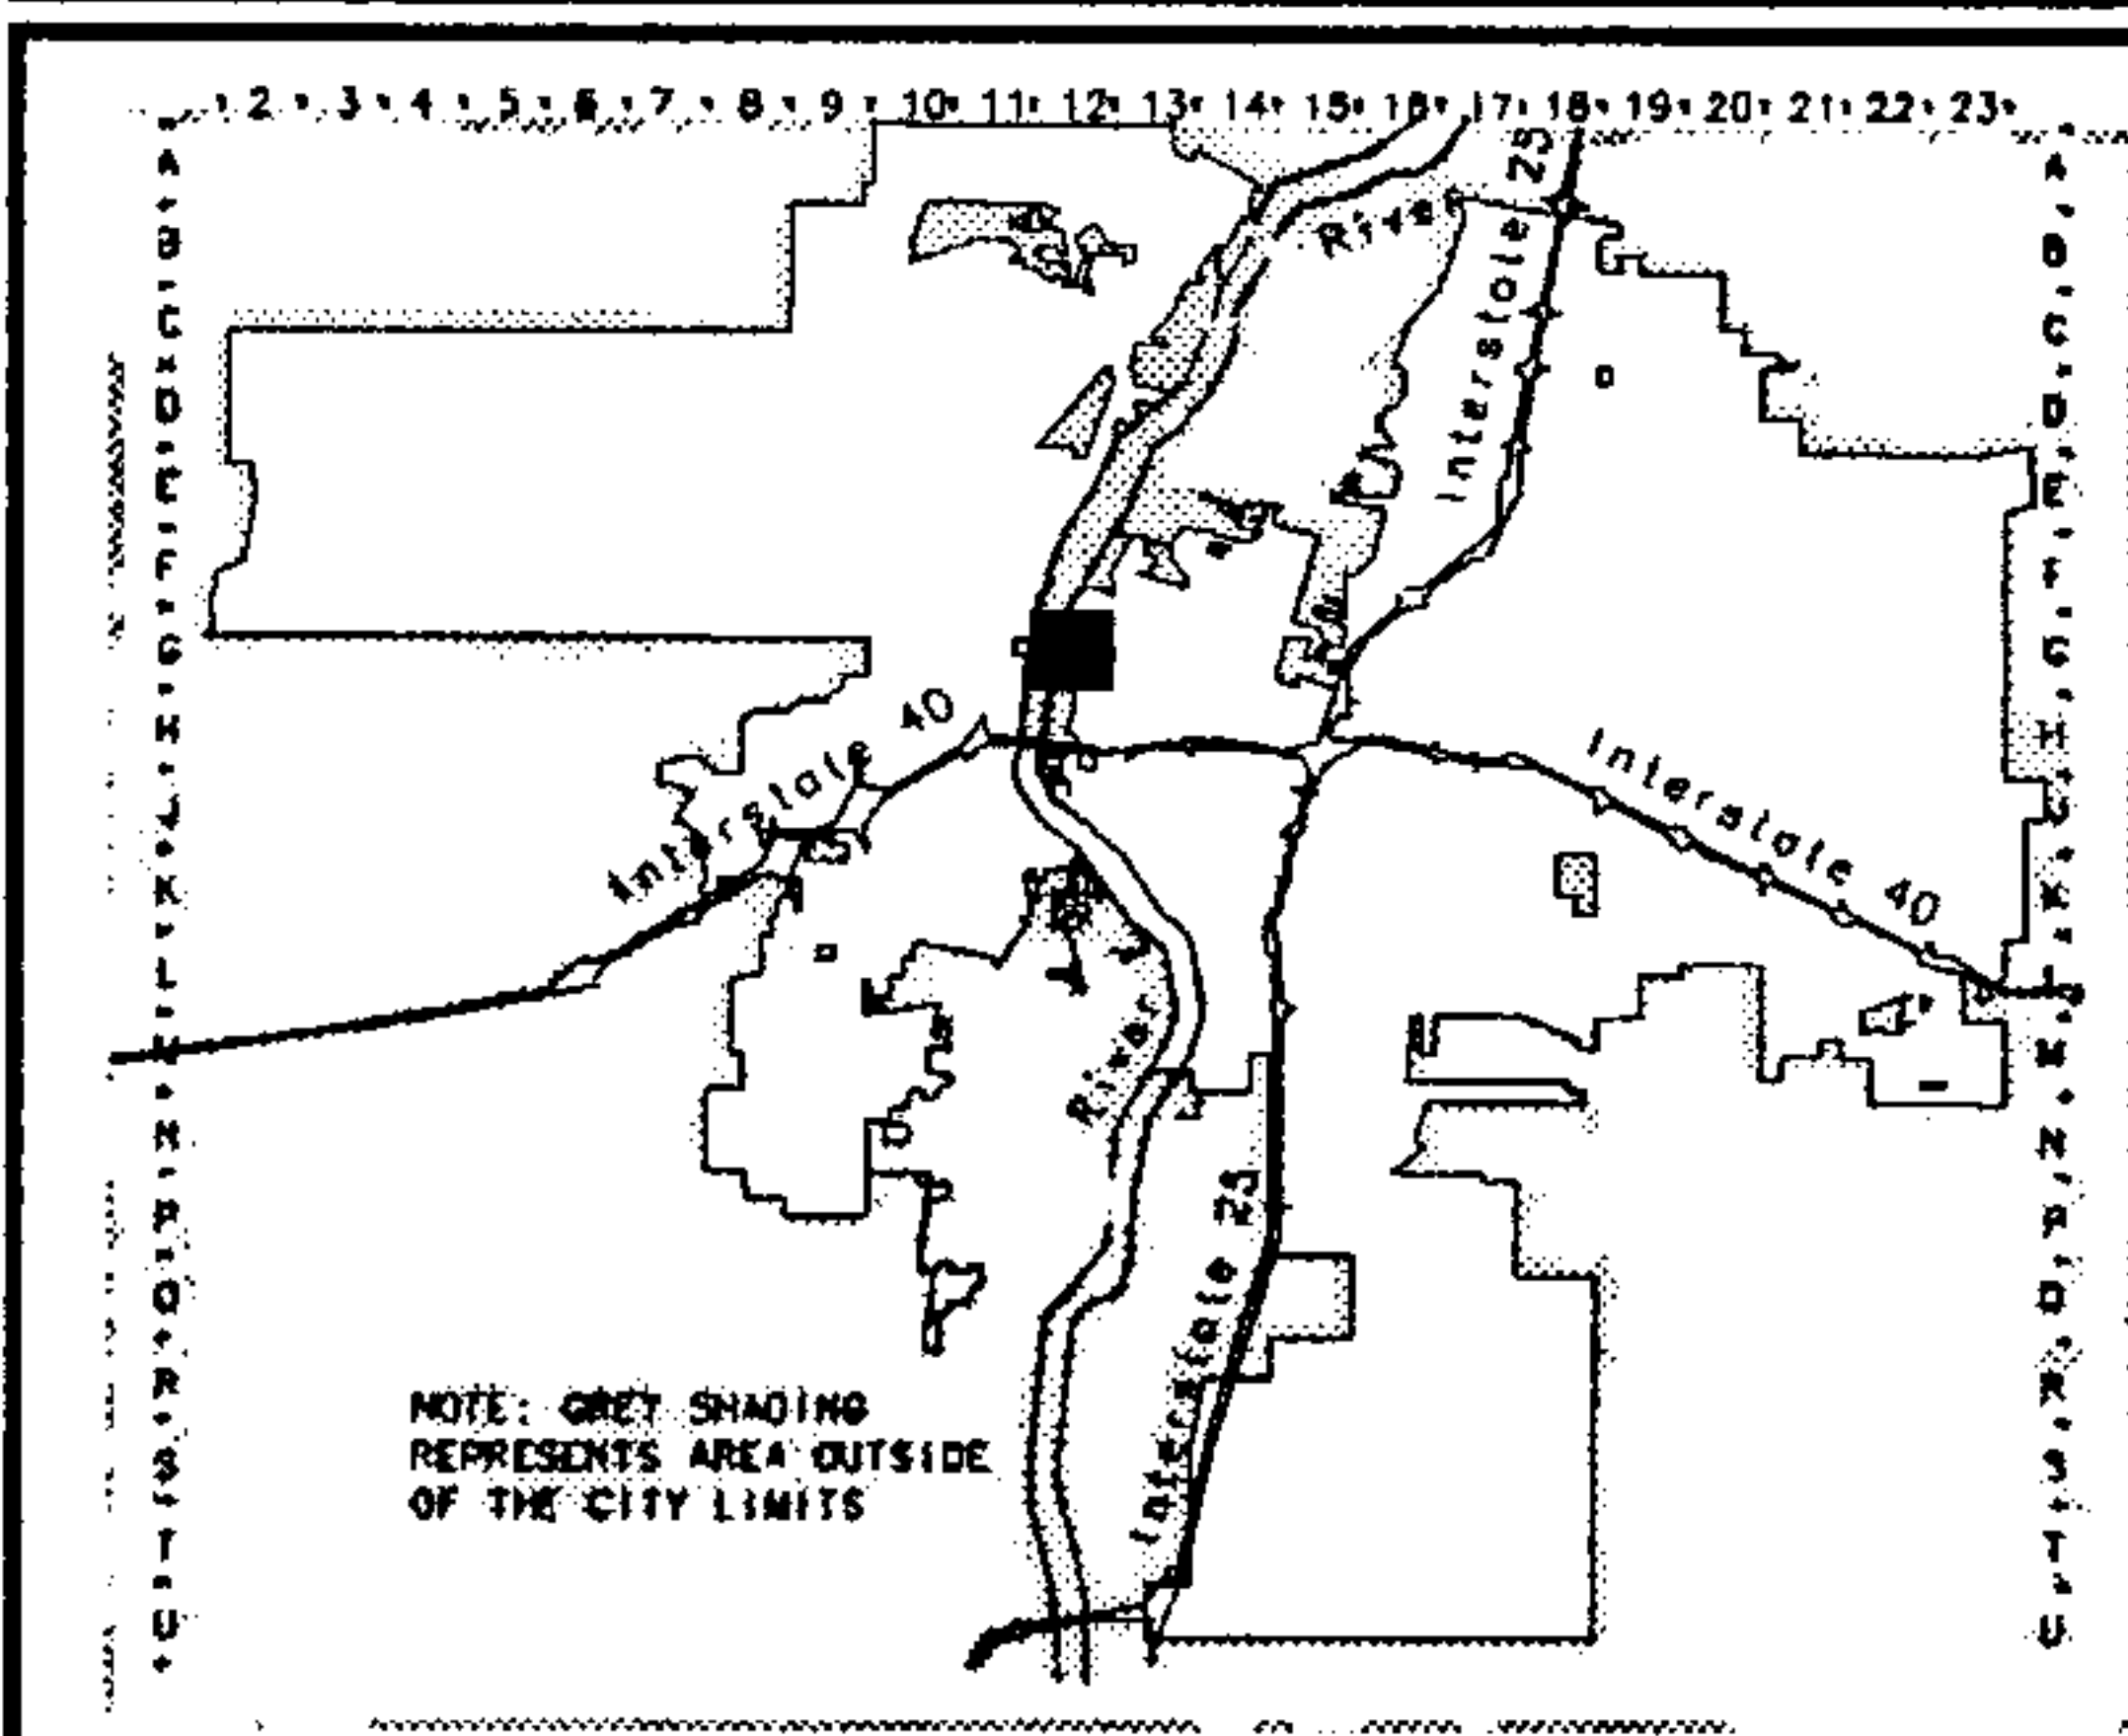 2 3 4 5 6 7 8 9 10 11 12 13 14 15 16 17 18 19 20 21 22 23
A
B
C
D
E
F
G
H
J
K
L
M
N
P
Q
R
S
T
U
River
Interstate 25
Interstate 40
Interstate 40
River
Interstate 25
NOTE: GREY SHADING
REPRESENTS AREA OUTSIDE
OF THE CITY LIMITS
A
B
C
D
E
F
G
H
J
K
L
M
N
P
Q
R
S
T
U